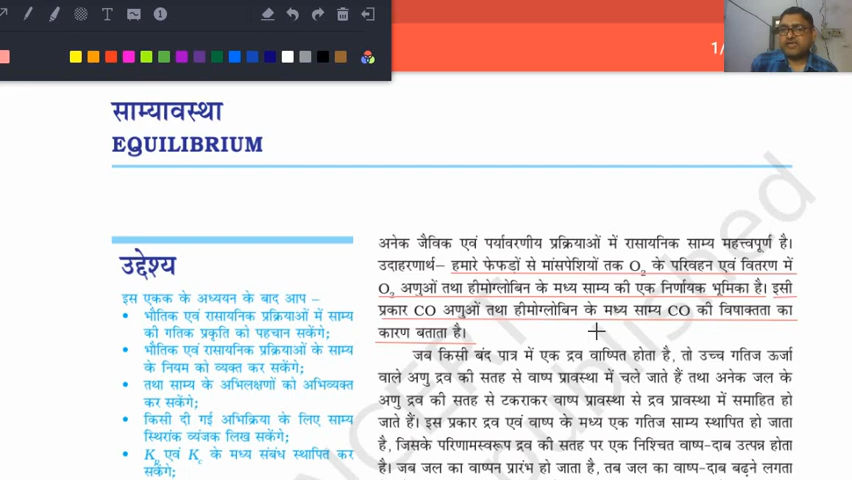 1/
साम्यावस्था
EQUILIBRIUM
उद्देश्य
इस एकक के अध्ययन के बाद आप –
• भौतिक एवं रासायनिक प्रक्रियाओं में साम्य
की गतिक प्रकृति को पहचान सकेंगे;
• भौतिक एवं रासायनिक प्रक्रियाओं के साम्य
के नियम को व्यक्त कर सकेंगे;
• तथा साम्य के अभिलक्षणों को अभिव्यक्त
कर सकेंगे;
• किसी दी गई अभिक्रिया के लिए साम्य
स्थिरांक व्यंजक लिख सकेंगे;
• Kp एवं Kc के मध्य संबंध स्थापित कर
सकेंगे;
अनेक जैविक एवं पर्यावरणीय प्रक्रियाओं में रासायनिक साम्य महत्त्वपूर्ण है।
उदाहरणार्थ– हमारे फेफड़ों से मांसपेशियों तक O₂ के परिवहन एवं वितरण में
O₂ अणुओं तथा हीमोग्लोबिन के मध्य साम्य की एक निर्णायक भूमिका है। इसी
प्रकार CO अणुओं तथा हीमोग्लोबिन के मध्य साम्य CO की विषाक्तता का
कारण बताता है।
जब किसी बंद पात्र में एक द्रव वाष्पित होता है, तो उच्च गतिज ऊर्जा
वाले अणु द्रव की सतह से वाष्प प्रावस्था में चले जाते हैं तथा अनेक जल के
अणु द्रव की सतह से टकराकर वाष्प प्रावस्था से द्रव प्रावस्था में समाहित हो
जाते हैं। इस प्रकार द्रव एवं वाष्प के मध्य एक गतिज साम्य स्थापित हो जाता
है, जिसके परिणामस्वरूप द्रव की सतह पर एक निश्चित वाष्प-दाब उत्पन्न होता
है। जब जल का वाष्पन प्रारंभ हो जाता है, तब जल का वाष्प-दाब बढ़ने लगता
NCERT
published